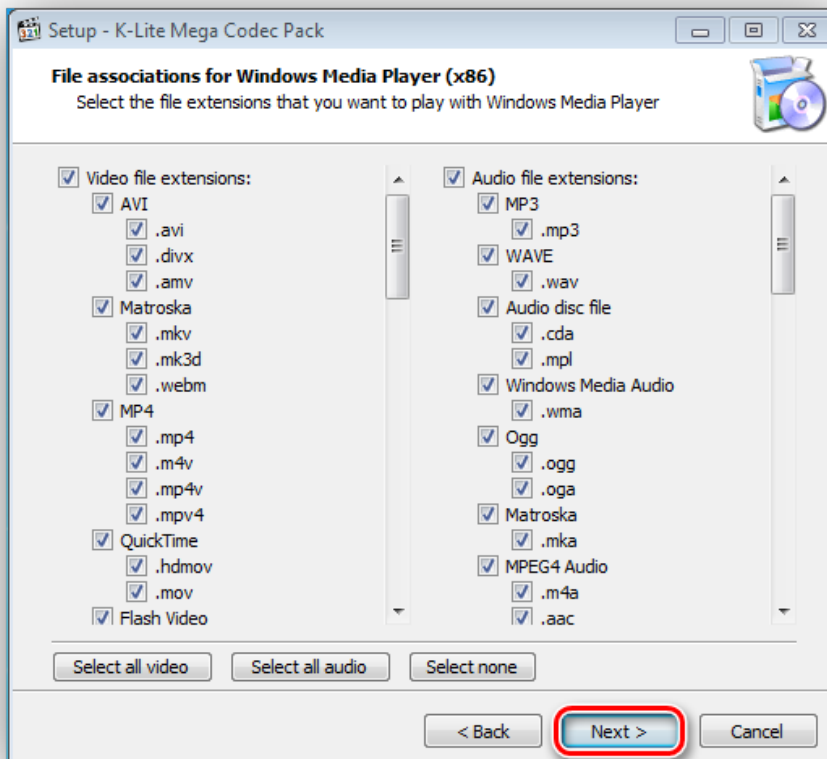 Setup - K-Lite Mega Codec Pack
File associations for Windows Media Player (x86)
Select the file extensions that you want to play with Windows Media Player
Video file extensions:
AVI
.avi
.divx
.amv
Matroska
.mkv
.mk3d
.webm
MP4
.mp4
.m4v
.mp4v
.mpv4
QuickTime
.hdmov
.mov
Flash Video
Audio file extensions:
MP3
.mp3
WAVE
.wav
Audio disc file
.cda
.mpl
Windows Media Audio
.wma
Ogg
.ogg
.oga
Matroska
.mka
MPEG4 Audio
.m4a
.aac
Select all video Select all audio Select none
< Back Next > Cancel